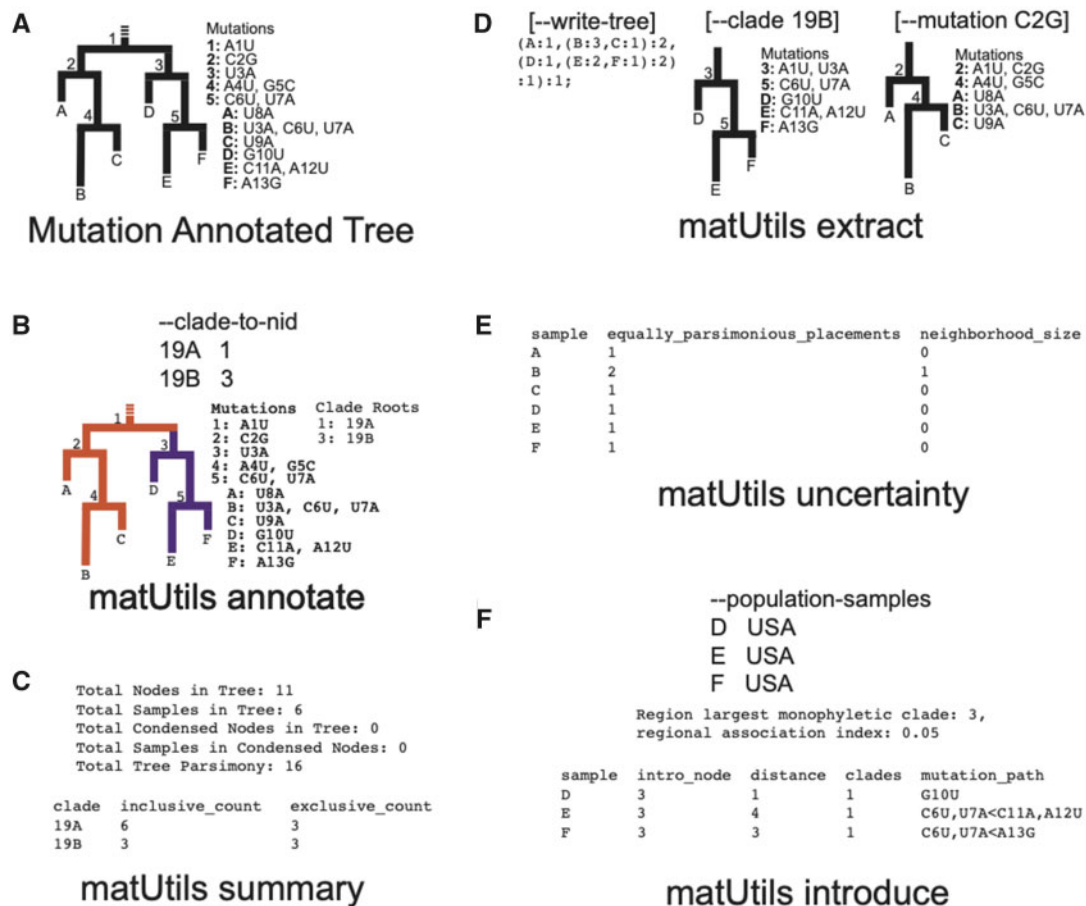 A
1
2
3
4
5
A
B
C
D
E
F
Mutations
1: A1U
2: C2G
3: U3A
4: A4U, G5C
5: C6U, U7A
A: U8A
B: U3A, C6U, U7A
C: U9A
D: G10U
E: C11A, A12U
F: A13G
Mutation Annotated Tree
B
--clade-to-nid
19A 1
19B 3
1
2
3
4
5
A
B
C
D
E
F
Mutations
1: A1U
2: C2G
3: U3A
4: A4U, G5C
5: C6U, U7A
A: U8A
B: U3A, C6U, U7A
C: U9A
D: G10U
E: C11A, A12U
F: A13G
Clade Roots
1: 19A
3: 19B
matUtils annotate
C
Total Nodes in Tree: 11
Total Samples in Tree: 6
Total Condensed Nodes in Tree: 0
Total Samples in Condensed Nodes: 0
Total Tree Parsimony: 16
clade inclusive_count exclusive_count
19A 6 3
19B 3 3
matUtils summary
D
[--write-tree]
(A:1,(B:3,C:1):2,
(D:1,(E:2,F:1):2)
:1):1;
[--clade 19B]
3
D
5
E
F
Mutations
3: A1U, U3A
5: C6U, U7A
D: G10U
E: C11A, A12U
F: A13G
[--mutation C2G]
2
A
4
B
C
Mutations
2: A1U, C2G
4: A4U, G5C
A: U8A
B: U3A, C6U, U7A
C: U9A
matUtils extract
E
sample equally_parsimonious_placements neighborhood_size
A 1 0
B 2 1
C 1 0
D 1 0
E 1 0
F 1 0
matUtils uncertainty
F
--population-samples
D USA
E USA
F USA
Region largest monophyletic clade: 3,
regional association index: 0.05
sample intro_node distance clades mutation_path
D 3 1 1 G10U
E 3 4 1 C6U,U7A<C11A,A12U
F 3 3 1 C6U,U7A<A13G
matUtils introduce